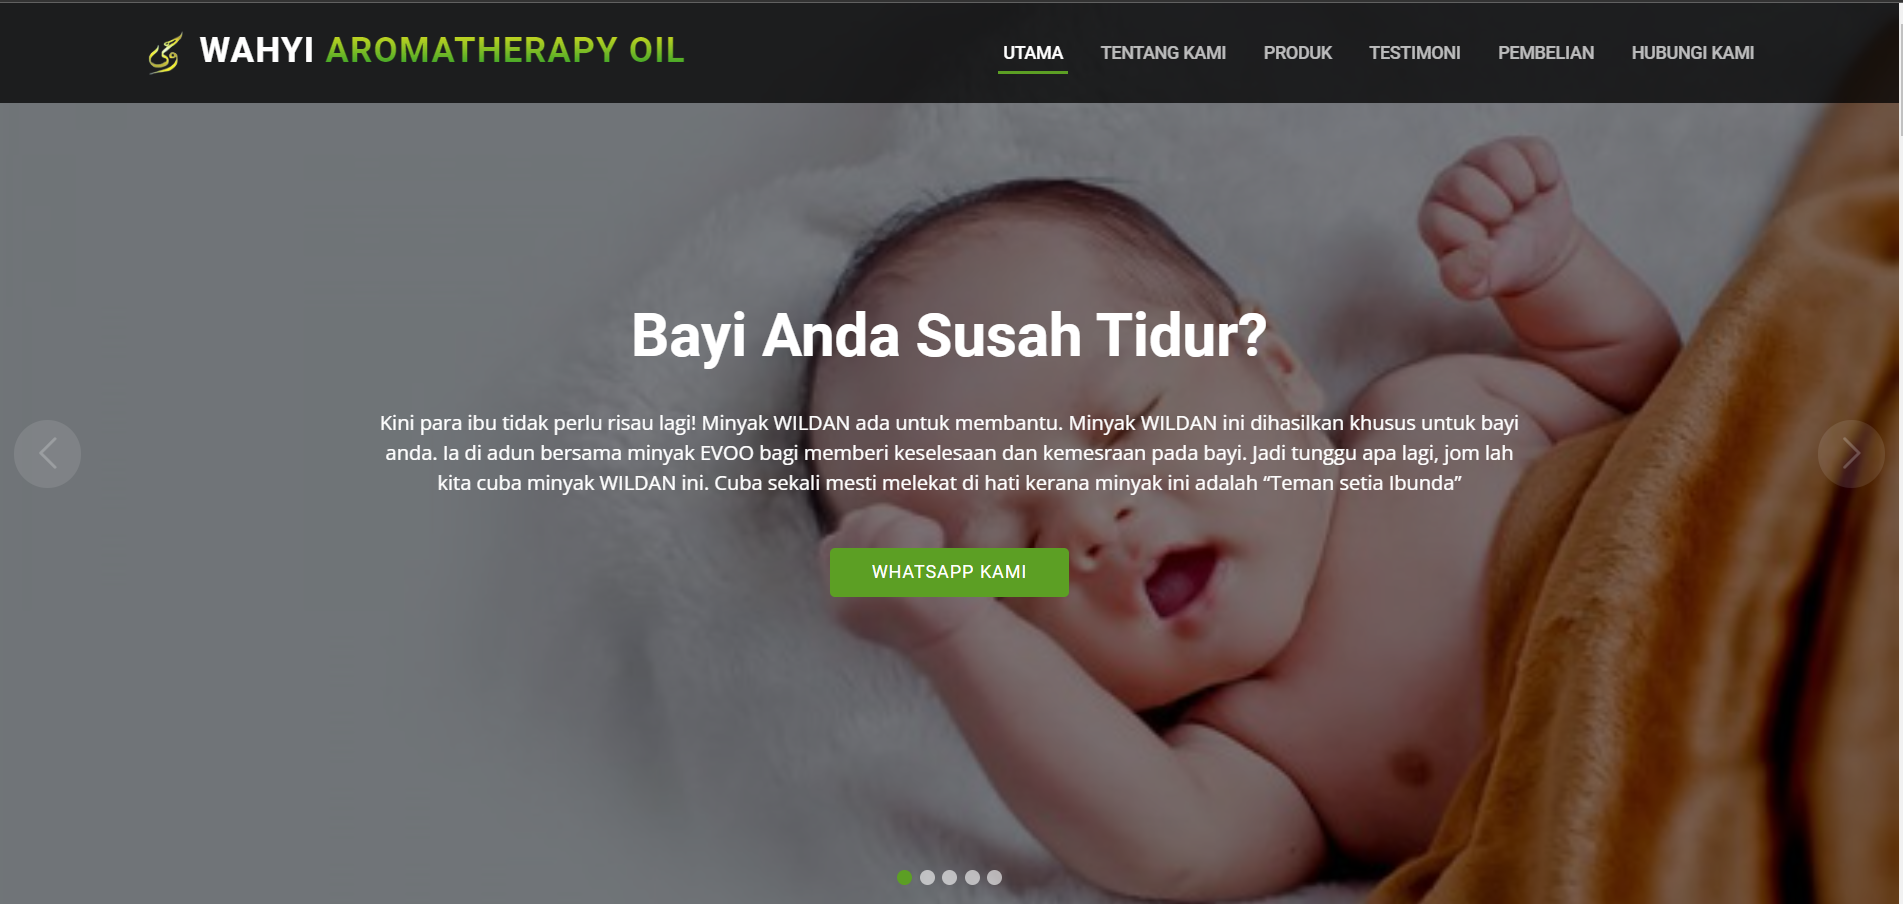 WAHYI AROMATHERAPY OIL
UTAMA TENTANG KAMI PRODUK TESTIMONI PEMBELIAN HUBUNGI KAMI
Bayi Anda Susah Tidur?
Kini para ibu tidak perlu risau lagi! Minyak WILDAN ada untuk membantu. Minyak WILDAN ini dihasilkan khusus untuk bayi
anda. Ia di adun bersama minyak EVOO bagi memberi keselesaan dan kemesraan pada bayi. Jadi tunggu apa lagi, jom lah
kita cuba minyak WILDAN ini. Cuba sekali mesti melekat di hati kerana minyak ini adalah “Teman setia Ibunda”
WHATSAPP KAMI